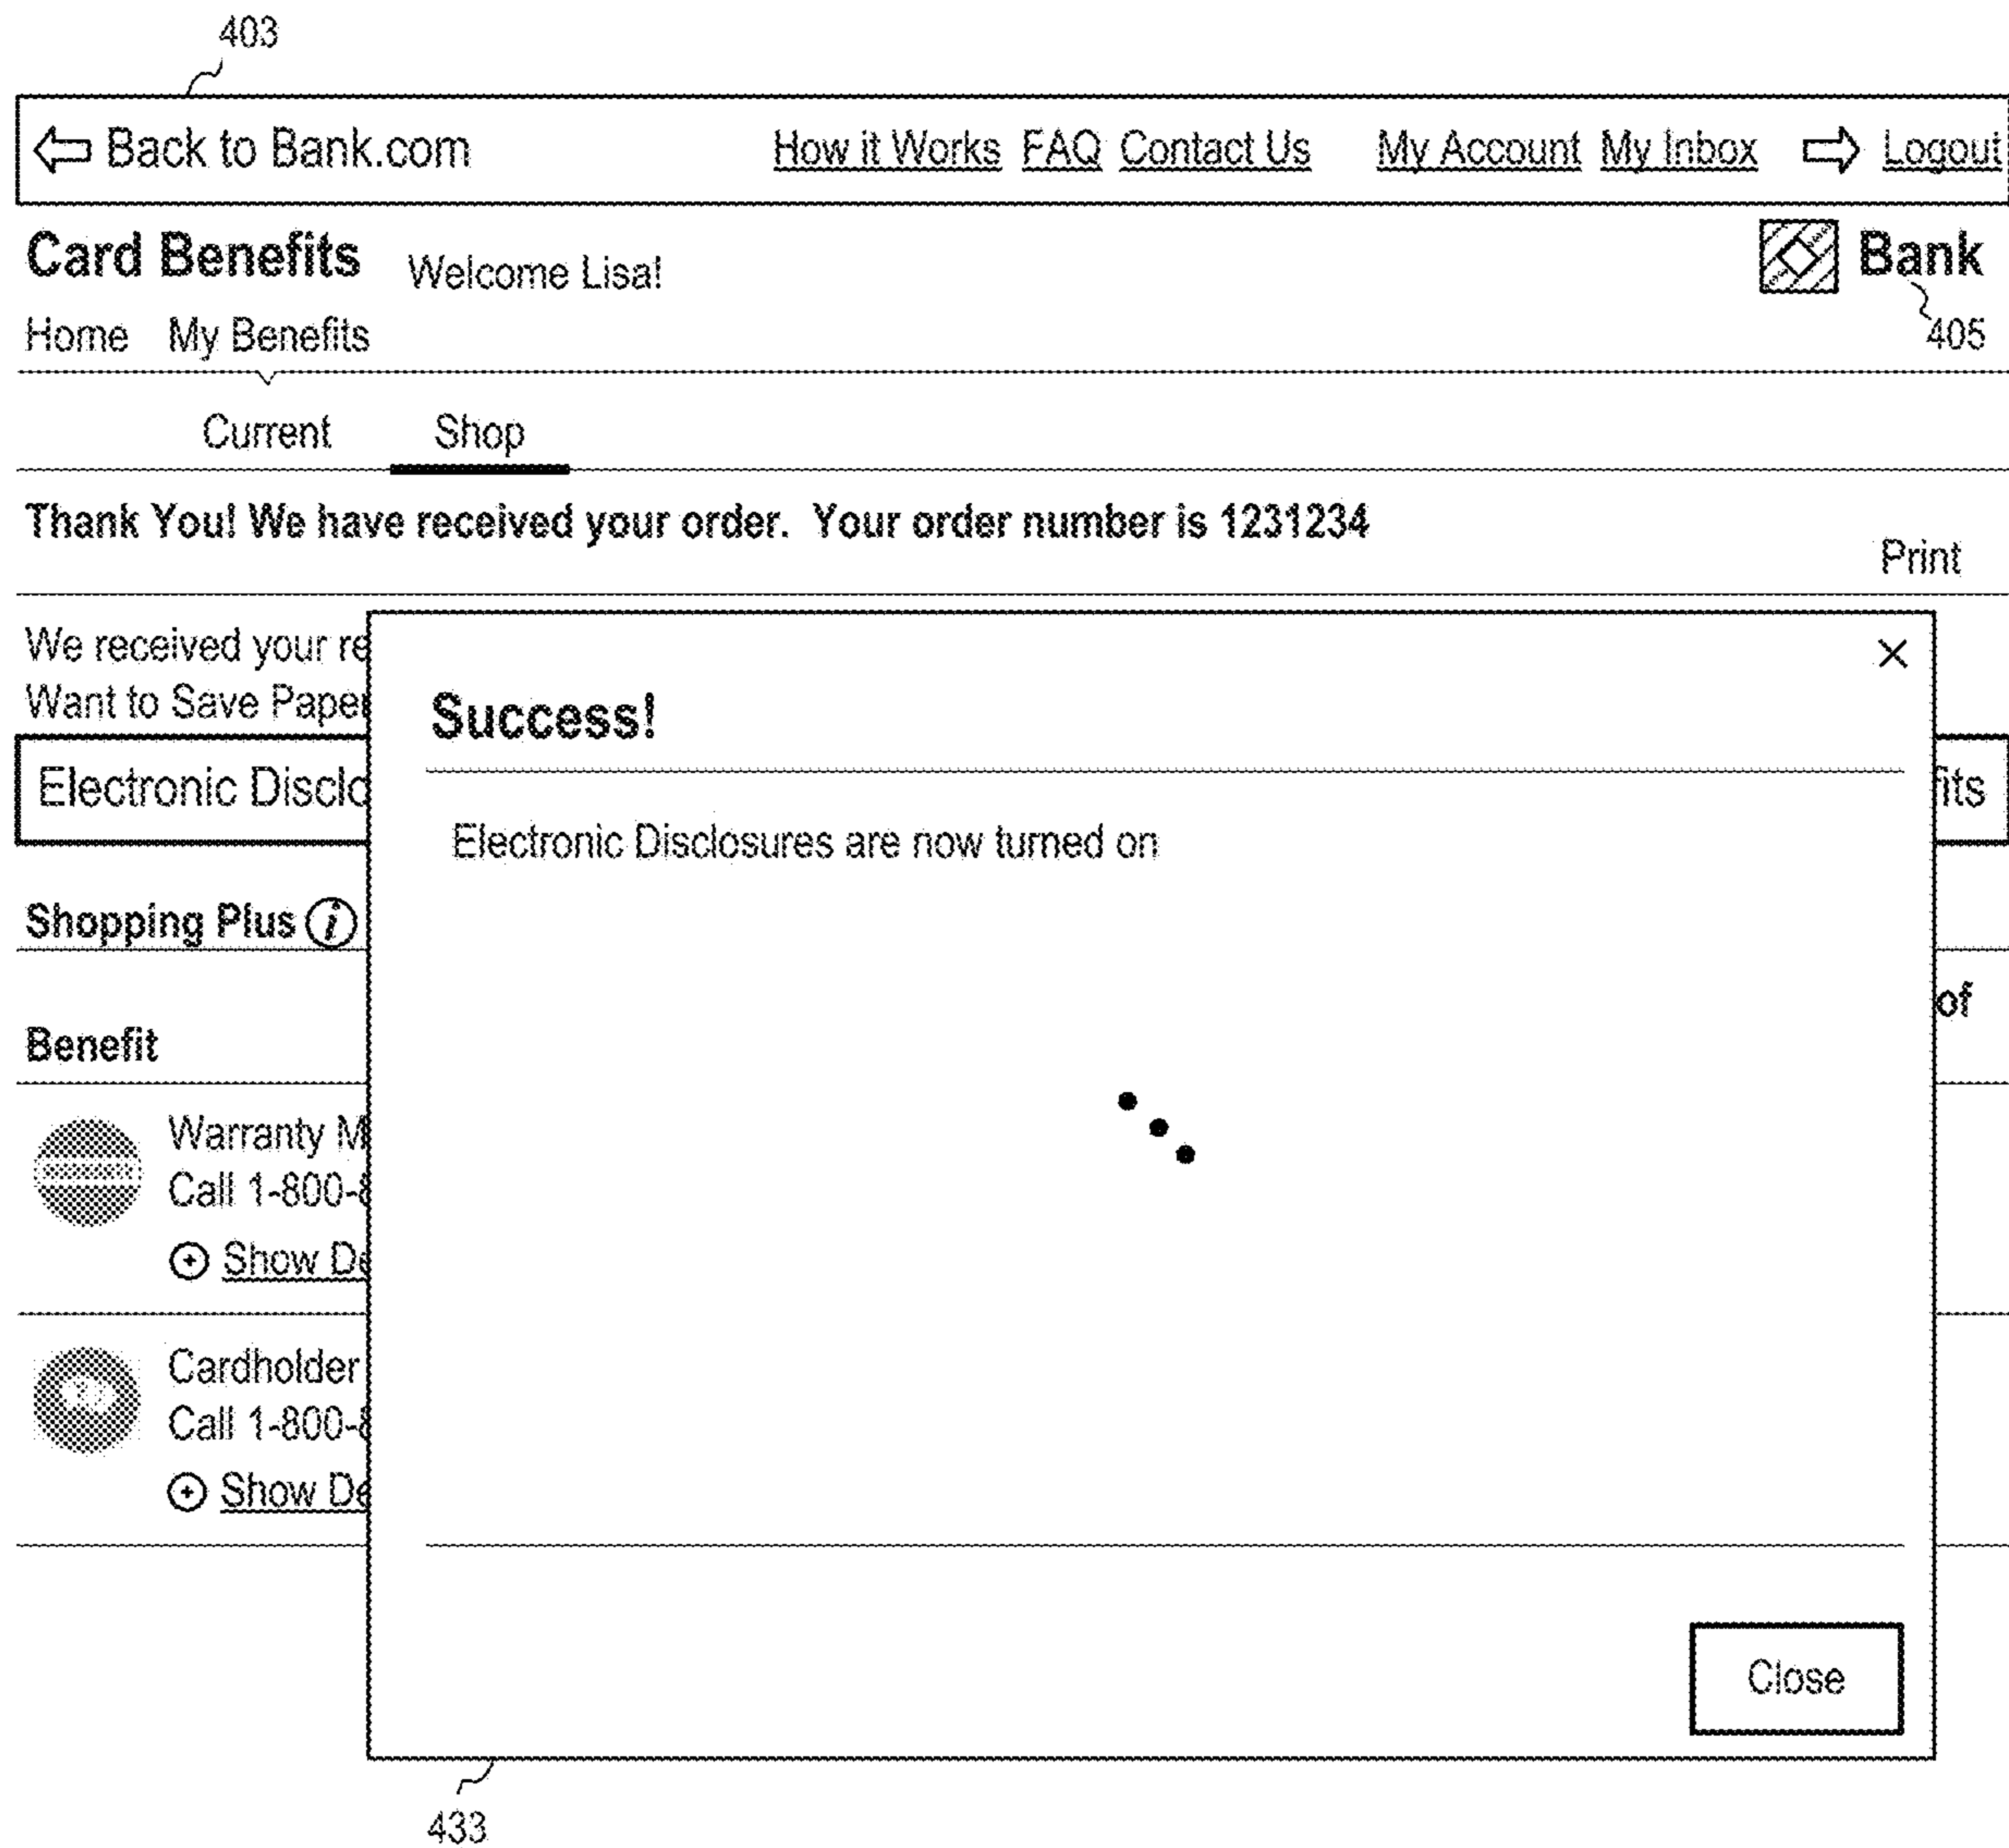 403
Back to Bank.com How it Works FAQ Contact Us My Account My Inbox Logout
Card Benefits Welcome Lisa! Bank
Home My Benefits 405
Current Shop
Thank You! We have received your order. Your order number is 1231234
Print
We received your re
Want to Save Paper
Success!
Electronic Disclo
its
Electronic Disclosures are now turned on
Shopping Plus i
of
Benefit
Warranty M
Call 1-800-
Show De
Cardholder
Call 1-800-
Show De
Close
433